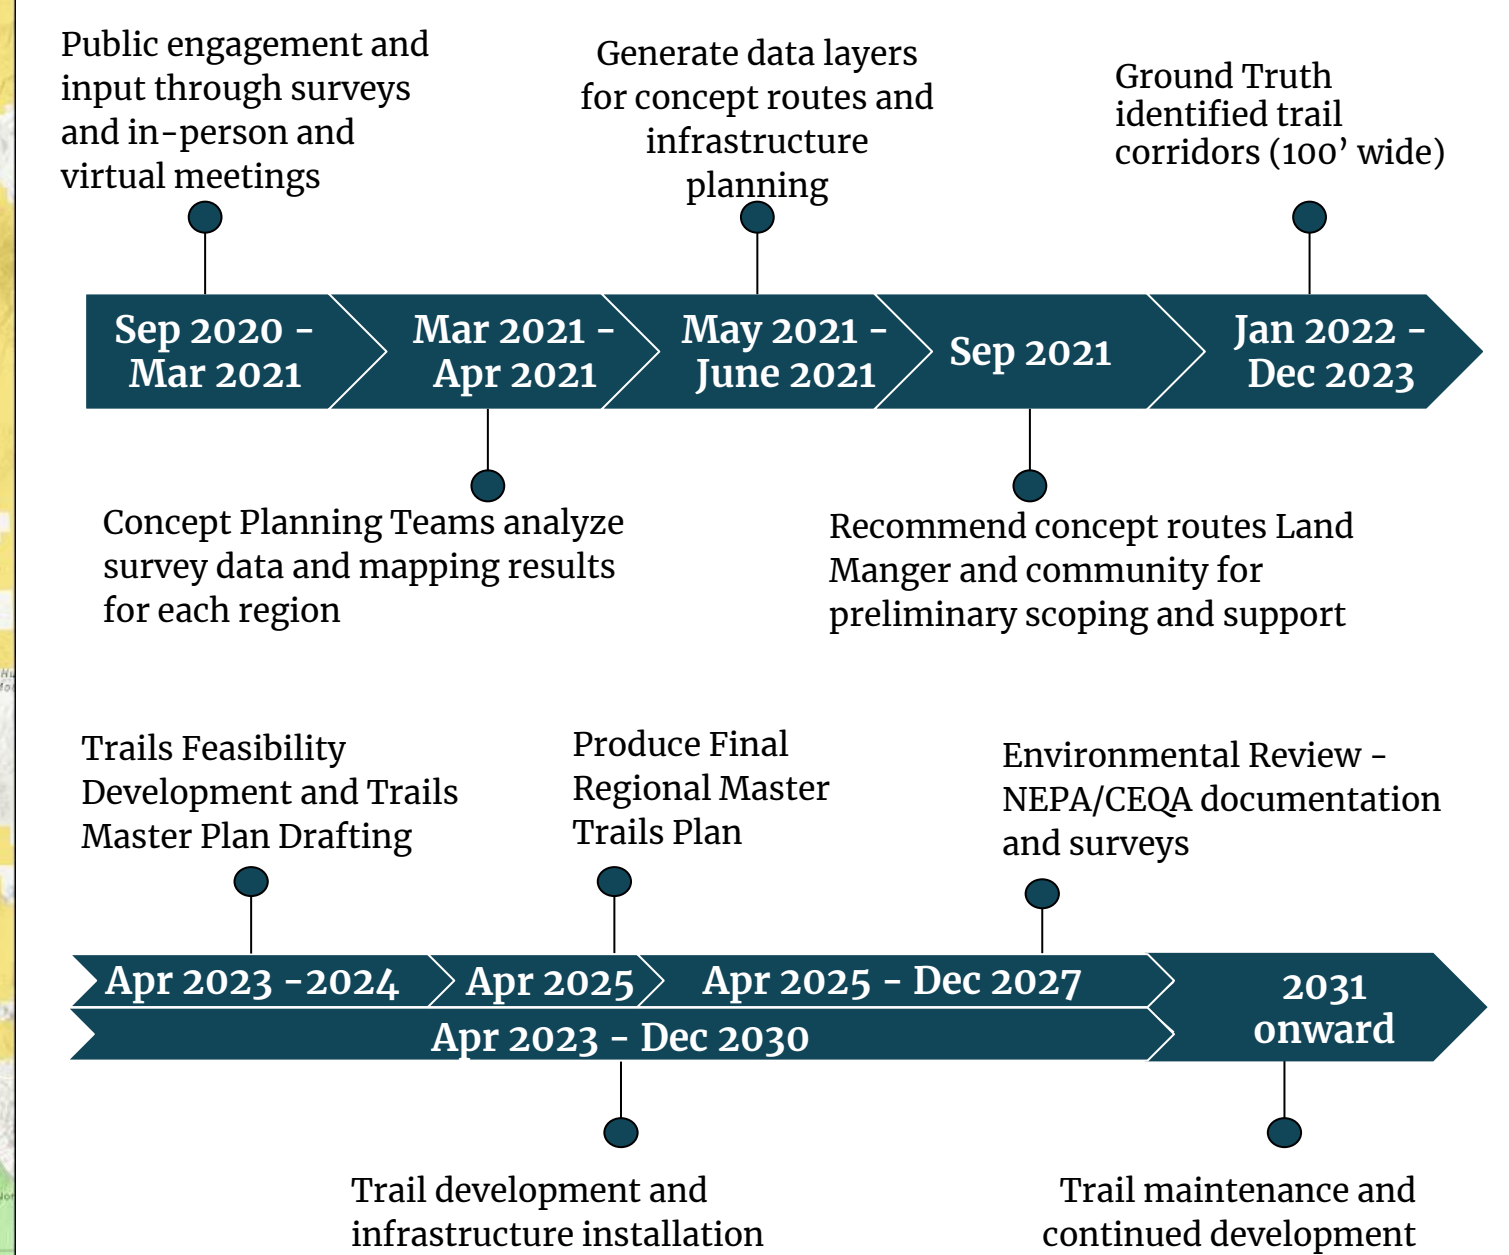 Public engagement and
input through surveys
and in-person and
virtual meetings
Generate data layers
for concept routes and
infrastructure
planning
Ground Truth
identified trail
corridors (100’ wide)
Sep 2020 -
Mar 2021
Mar 2021 -
Apr 2021
May 2021 -
June 2021
Sep 2021
Jan 2022 -
Dec 2023
Concept Planning Teams analyze
survey data and mapping results
for each region
Recommend concept routes Land
Manger and community for
preliminary scoping and support
Trails Feasibility
Development and Trails
Master Plan Drafting
Produce Final
Regional Master
Trails Plan
Environmental Review -
NEPA/CEQA documentation
and surveys
Apr 2023 -2024
Apr 2025
Apr 2025 - Dec 2027
2031
onward
Apr 2023 - Dec 2030
Trail development and
infrastructure installation
Trail maintenance and
continued development